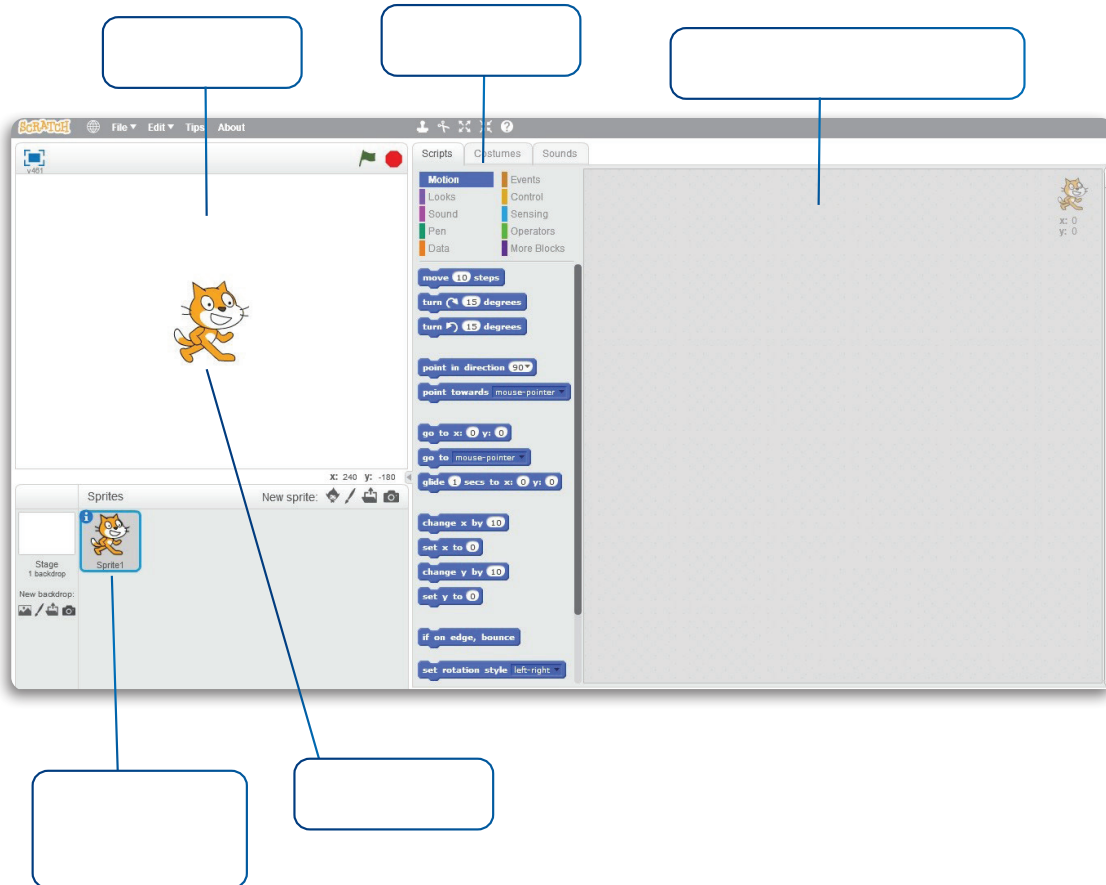 SCRATCH File Edit Tips About
v461
Scripts Costumes Sounds
Motion Events
Looks Control
Sound Sensing
Pen Operators
Data More Blocks
move 10 steps
turn 15 degrees
turn 15 degrees
point in direction 90
point towards mouse-pointer
go to x: 0 y: 0
go to mouse-pointer
glide 1 secs to x: 0 y: 0
change x by 10
set x to 0
change y by 10
set y to 0
if on edge, bounce
set rotation style left-right
x: 0
y: 0
X: 240 y: -180
Sprites New sprite:
Stage
1 backdrop
New backdrop:
Sprite1